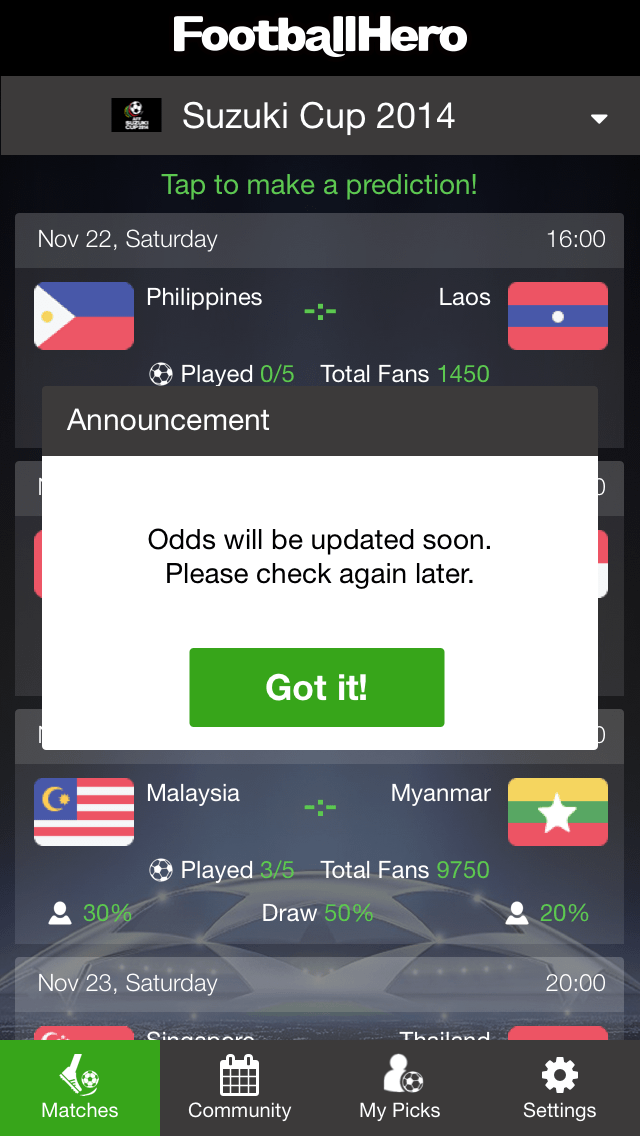 FootballHero
Suzuki Cup 2014
Tap to make a prediction!
Nov 22, Saturday 16:00
Philippines -:- Laos
Played 0/5 Total Fans 1450
Announcement
Odds will be updated soon.
Please check again later.
Got it!
Malaysia -:- Myanmar
Played 3/5 Total Fans 9750
30% Draw 50% 20%
Nov 23, Saturday 20:00
Singapore Thailand
Matches Community My Picks Settings